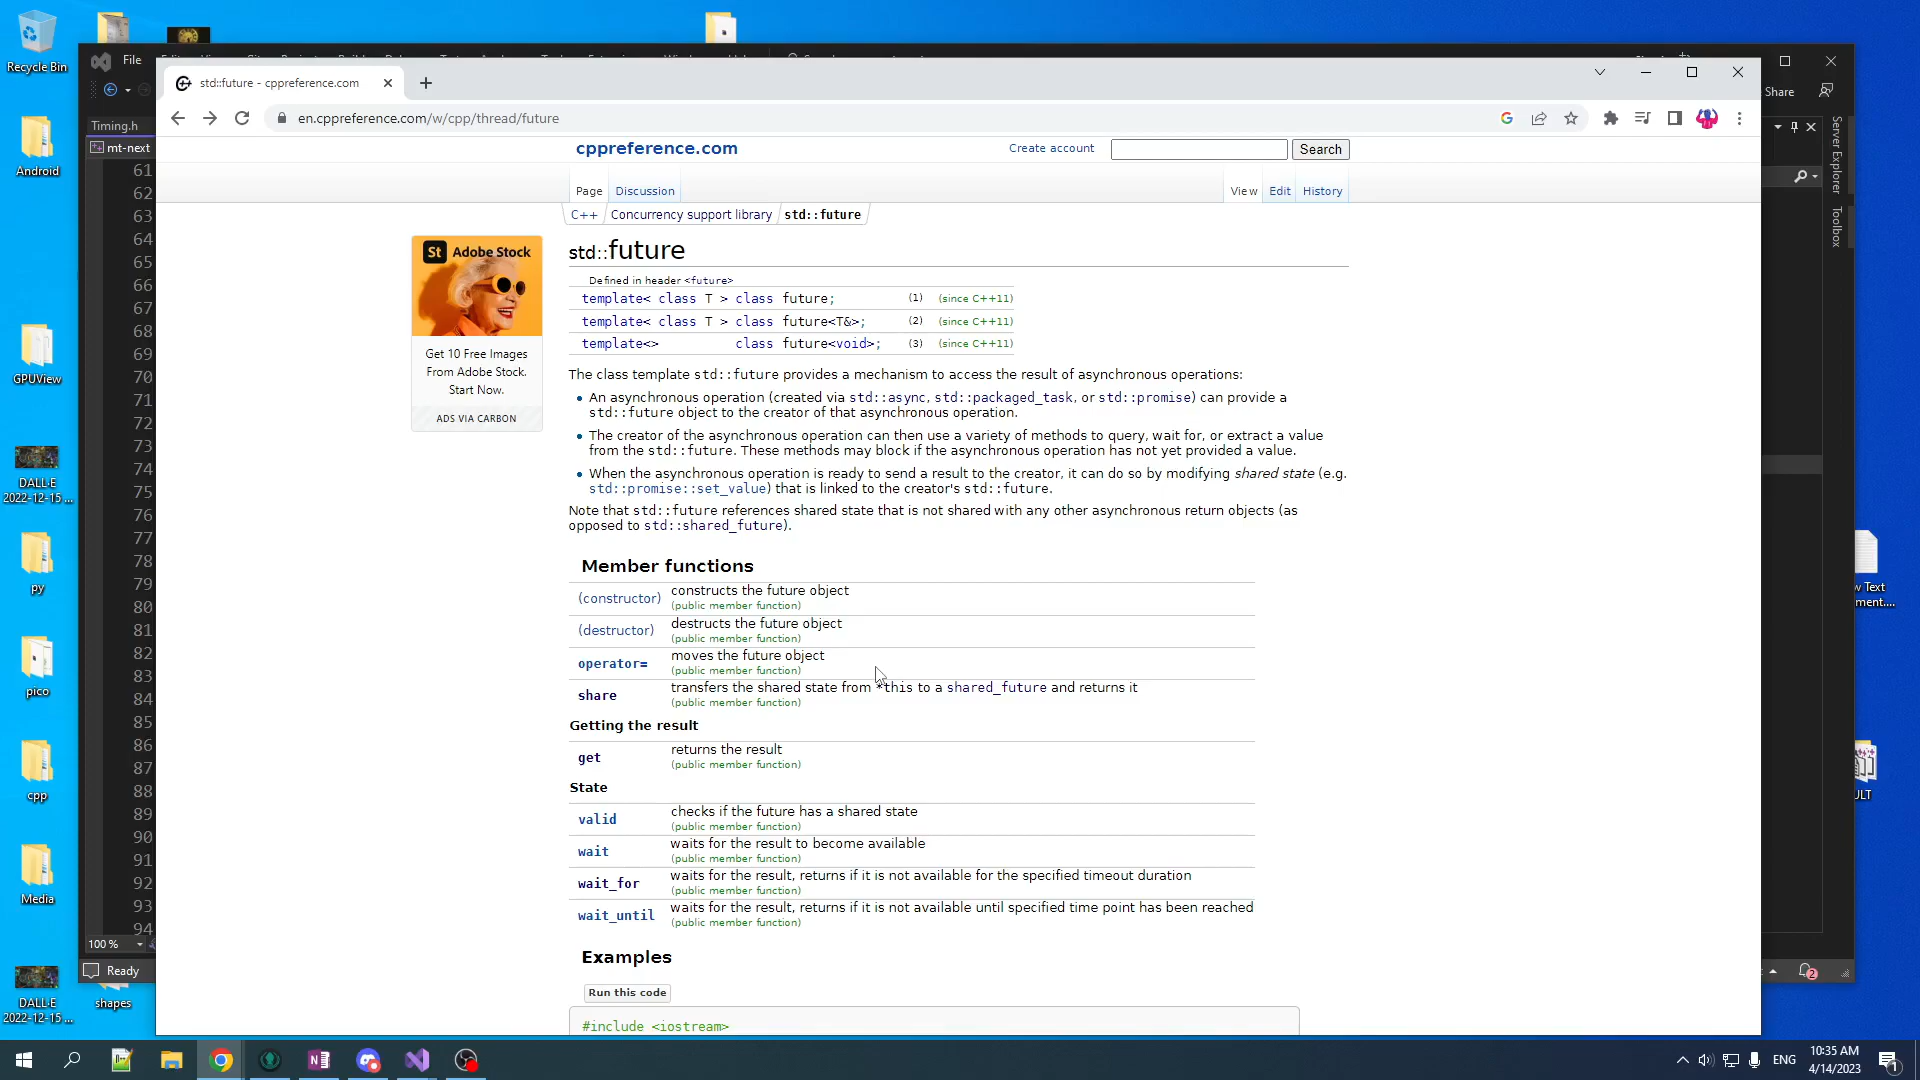 Recycle Bin
Android
GPUView
DALL·E
2022-12-15 ...
py
pico
cpp
Media
DALL·E
2022-12-15 ...
shapes
File
Share
Timing.h
mt-next
Server Explorer
Toolbox
61
62
63
64
65
66
67
68
69
70
71
72
73
74
75
76
77
78
79
80
81
82
83
84
85
86
87
88
89
90
91
92
93
94
100 %
Ready
2
std::future - cppreference.com
en.cppreference.com/w/cpp/thread/future
cppreference.com
Create account
Search
Page
Discussion
View
Edit
History
C++
Concurrency support library
std::future
St Adobe Stock
Get 10 Free Images
From Adobe Stock.
Start Now.
ADS VIA CARBON
std::future
Defined in header <future>
template< class T > class future; (1) (since C++11)
template< class T > class future<T&>; (2) (since C++11)
template<> class future<void>; (3) (since C++11)
The class template std::future provides a mechanism to access the result of asynchronous operations:
• An asynchronous operation (created via std::async, std::packaged_task, or std::promise) can provide a
std::future object to the creator of that asynchronous operation.
• The creator of the asynchronous operation can then use a variety of methods to query, wait for, or extract a value
from the std::future. These methods may block if the asynchronous operation has not yet provided a value.
• When the asynchronous operation is ready to send a result to the creator, it can do so by modifying shared state (e.g.
std::promise::set_value) that is linked to the creator's std::future.
Note that std::future references shared state that is not shared with any other asynchronous return objects (as
opposed to std::shared_future).
Member functions
(constructor) constructs the future object
(public member function)
(destructor) destructs the future object
(public member function)
operator= moves the future object
(public member function)
share transfers the shared state from *this to a shared_future and returns it
(public member function)
Getting the result
get returns the result
(public member function)
State
valid checks if the future has a shared state
(public member function)
wait waits for the result to become available
(public member function)
wait_for waits for the result, returns if it is not available for the specified timeout duration
(public member function)
wait_until waits for the result, returns if it is not available until specified time point has been reached
(public member function)
Examples
Run this code
#include <iostream>
ENG
10:35 AM
4/14/2023
1